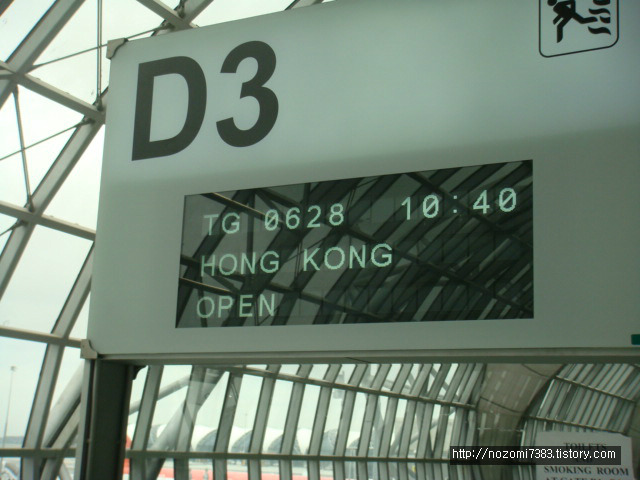 D3
TG 0628 10:40
HONG KONG
OPEN
TOILETS
SMOKING ROOM
http://nozomi7383.tistory.com